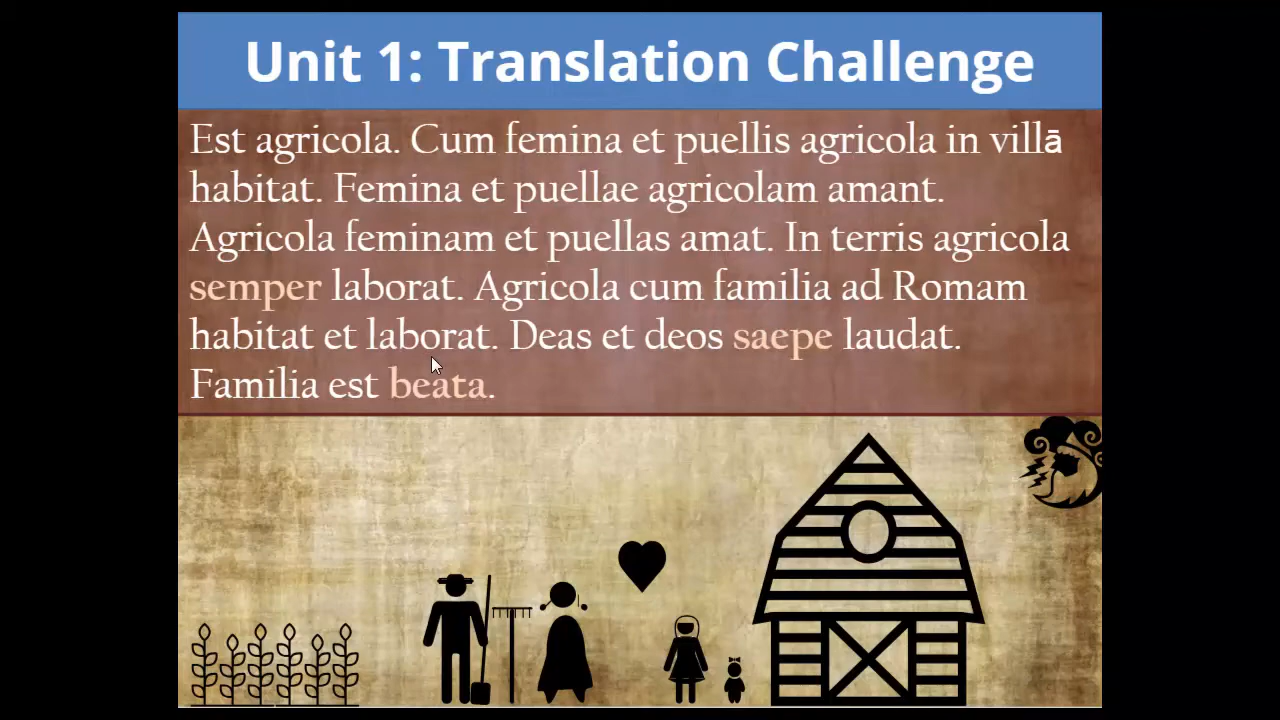 Unit 1: Translation Challenge
Est agricola. Cum femina et puellis agricola in villā
habitat. Femina et puellae agricolam amant.
Agricola feminam et puellas amat. In terris agricola
semper laborat. Agricola cum familia ad Romam
habitat et laborat. Deas et deos saepe laudat.
Familia est beata.